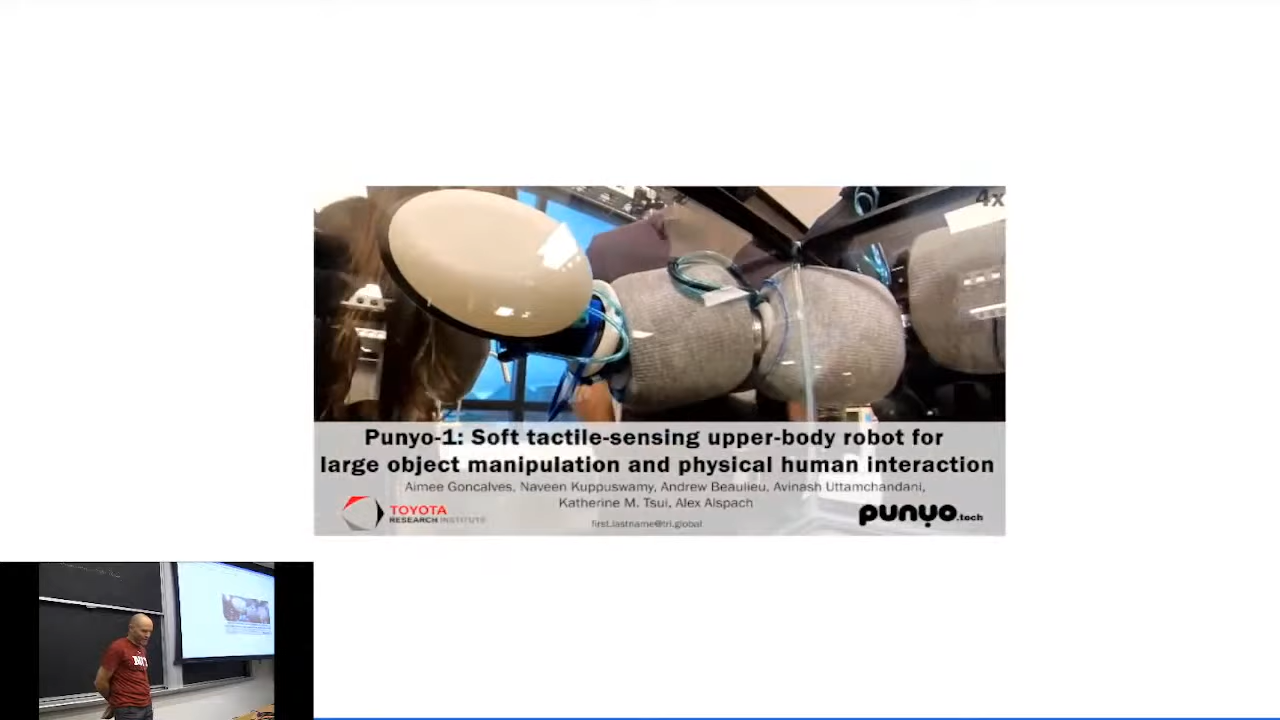 4x
Punyo-1: Soft tactile-sensing upper-body robot for
large object manipulation and physical human interaction
Aimee Goncalves, Naveen Kuppuswamy, Andrew Beaulieu, Avinash Uttamchandani,
Katherine M. Tsui, Alex Alspach
TOYOTA
RESEARCH INSTITUTE
first.lastname@tri.global
punyo.tech